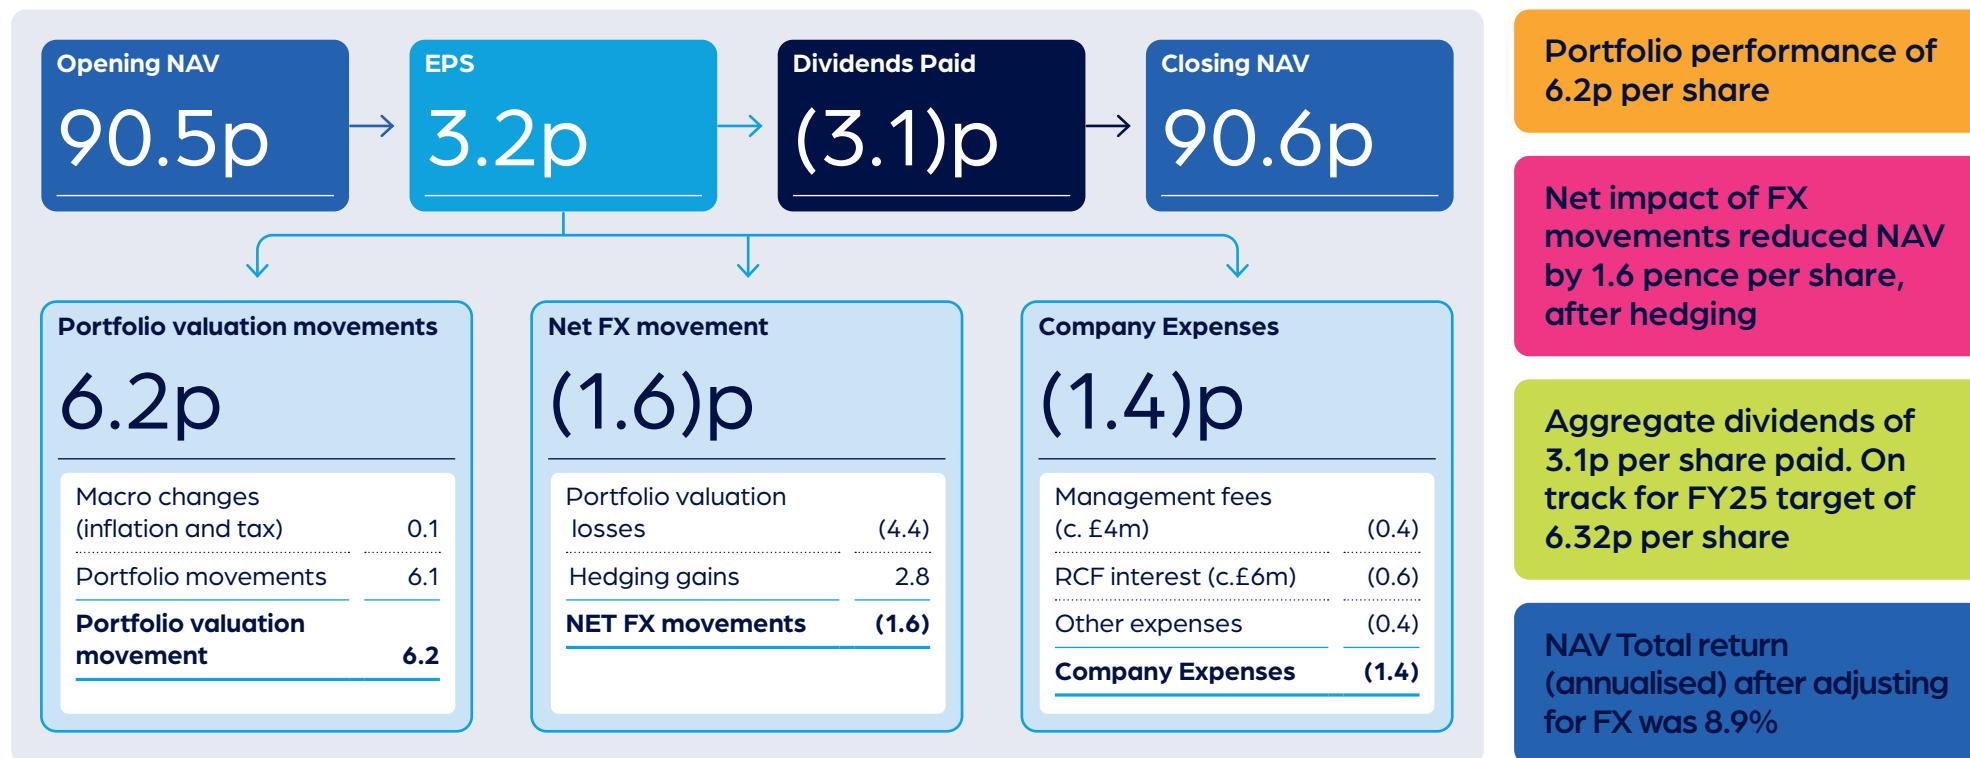 Opening NAV
90.5p
EPS
3.2p
Dividends Paid
(3.1)p
Closing NAV
90.6p
Portfolio valuation movements
6.2p
Macro changes
(inflation and tax) 0.1
Portfolio movements 6.1
Portfolio valuation
movement 6.2
Net FX movement
(1.6)p
Portfolio valuation
losses (4.4)
Hedging gains 2.8
NET FX movements (1.6)
Company Expenses
(1.4)p
Management fees
(c. £4m) (0.4)
RCF interest (c.£6m) (0.6)
Other expenses (0.4)
Company Expenses (1.4)
Portfolio performance of
6.2p per share
Net impact of FX
movements reduced NAV
by 1.6 pence per share,
after hedging
Aggregate dividends of
3.1p per share paid. On
track for FY25 target of
6.32p per share
NAV Total return
(annualised) after adjusting
for FX was 8.9%